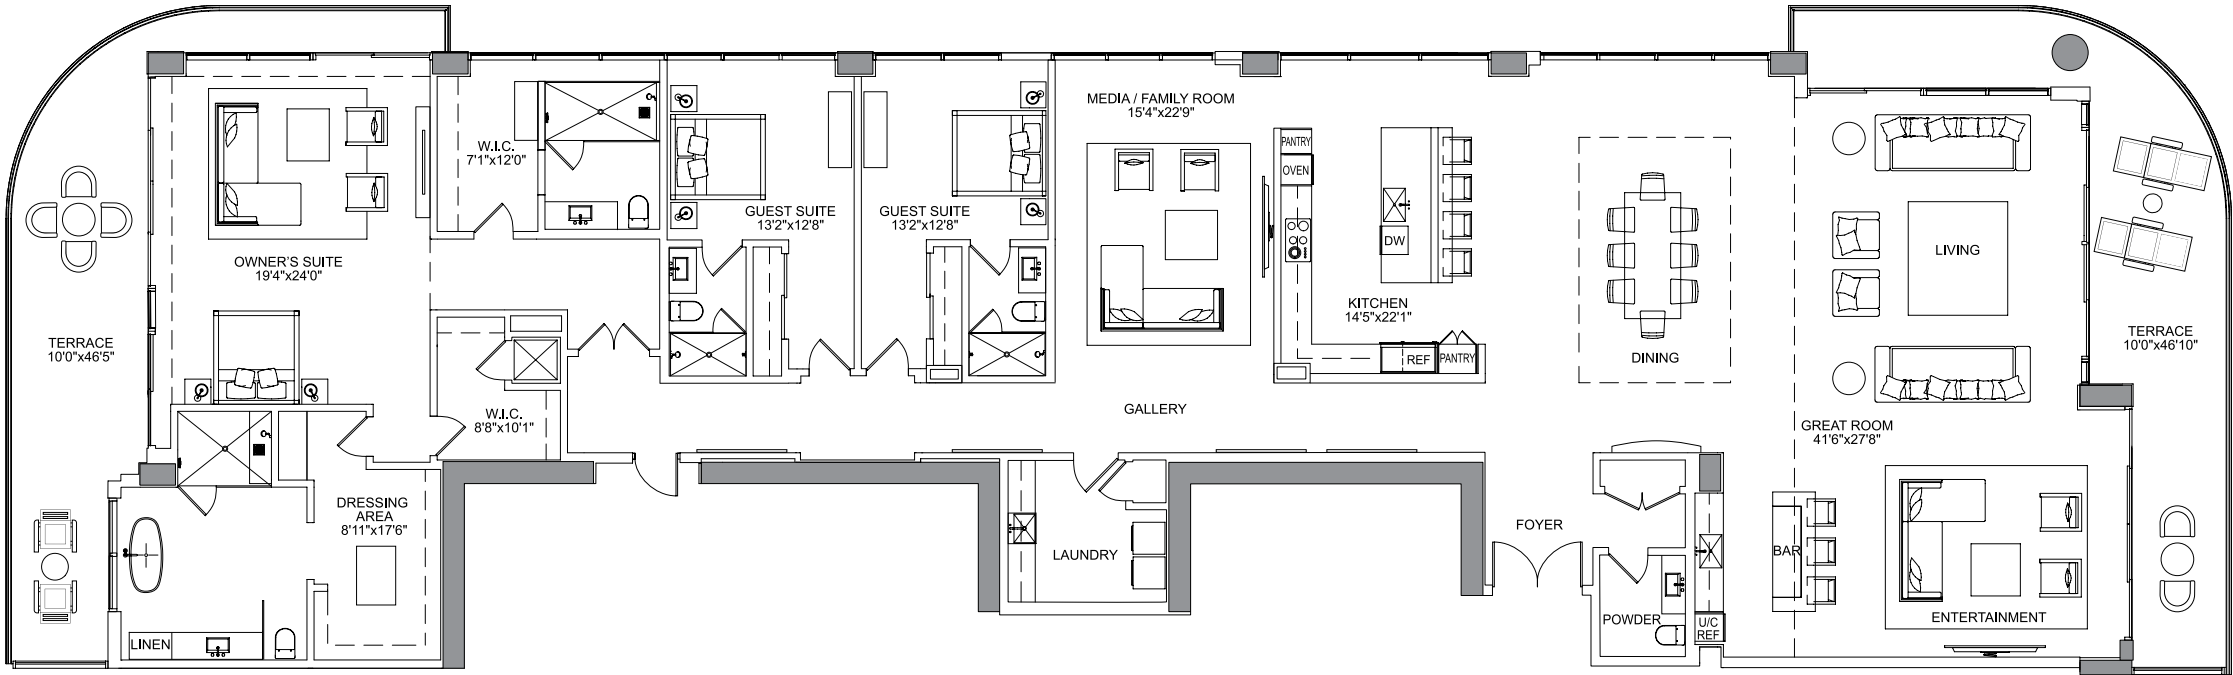 OWNER'S SUITE
19'4"x24'0"
TERRACE
10'0"x46'5"
W.I.C.
7'1"x12'0"
W.I.C.
8'8"x10'1"
DRESSING
AREA
8'11"x17'6"
LINEN
GUEST SUITE
13'2"x12'8"
GUEST SUITE
13'2"x12'8"
MEDIA / FAMILY ROOM
15'4"x22'9"
PANTRY
OVEN
DW
KITCHEN
14'5"x22'1"
REF
PANTRY
GALLERY
LAUNDRY
FOYER
POWDER
U/C
REF
BAR
DINING
LIVING
GREAT ROOM
41'6"x27'8"
ENTERTAINMENT
TERRACE
10'0"x46'10"